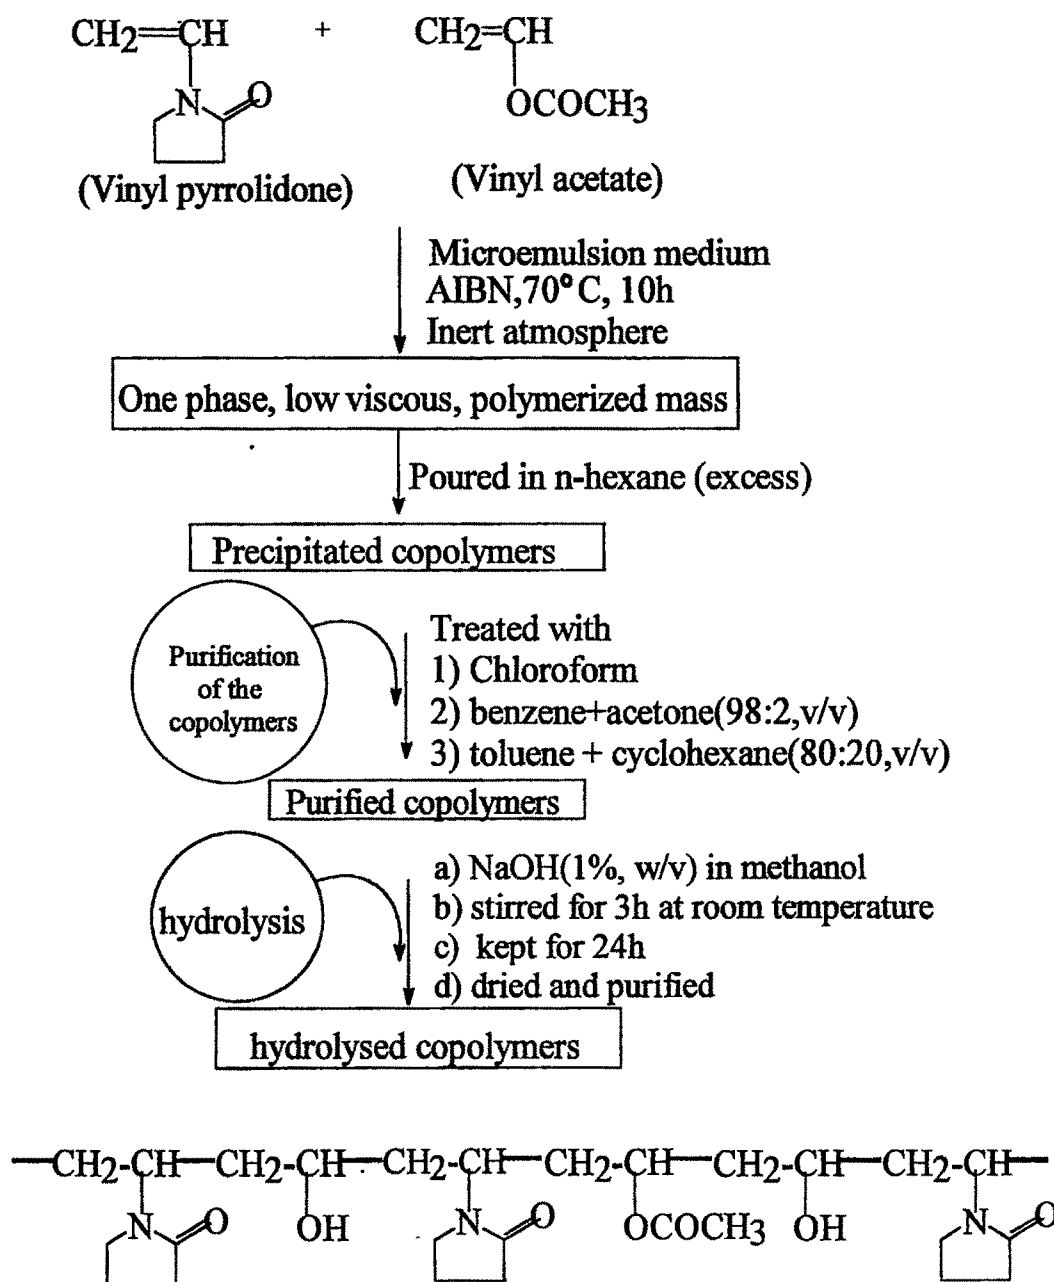 CH2=CH + CH2=CH
N O OCOCH3
(Vinyl pyrrolidone) (Vinyl acetate)
Microemulsion medium
AIBN,70°C, 10h
Inert atmosphere
One phase, low viscous, polymerized mass
Poured in n-hexane (excess)
Precipitated copolymers
Purification
of the
copolymers
Treated with
1) Chloroform
2) benzene+acetone(98:2,v/v)
3) toluene + cyclohexane(80:20,v/v)
Purified copolymers
hydrolysis
a) NaOH(1%, w/v) in methanol
b) stirred for 3h at room temperature
c) kept for 24h
d) dried and purified
hydrolysed copolymers
—CH2-CH—CH2-CH—CH2-CH—CH2-CH—CH2-CH—CH2-CH—
N O OH N O OCOCH3 OH N O